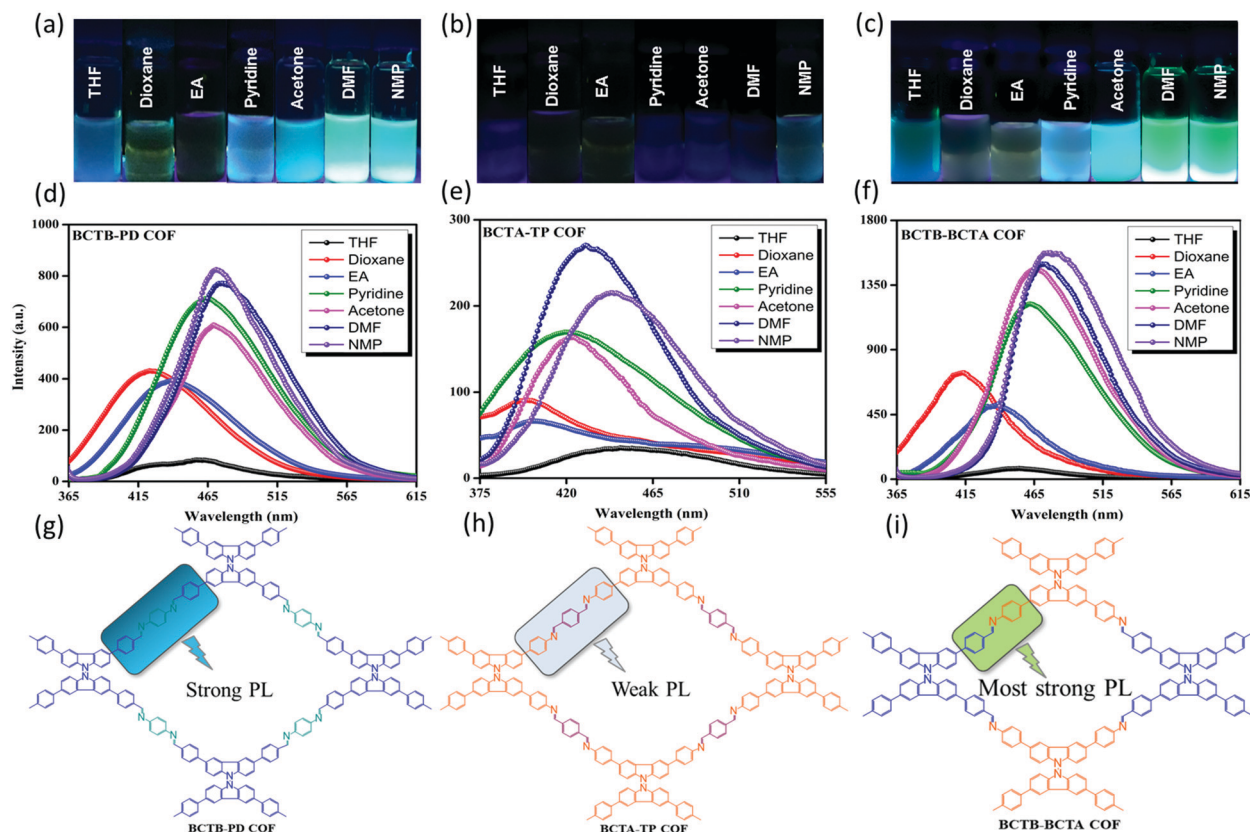 (a)
THF
Dioxane
EA
Pyridine
Acetone
DMF
NMP
(b)
THF
Dioxane
EA
Pyridine
Acetone
DMF
NMP
(c)
THF
Dioxane
EA
Pyridine
Acetone
DMF
NMP
(d)
BCTB-PD COF
THF
Dioxane
EA
Pyridine
Acetone
DMF
NMP
Intensity (a.u.)
1000
800
600
400
200
0
365 415 465 515 565 615
Wavelength (nm)
(e)
BCTA-TP COF
THF
Dioxane
EA
Pyridine
Acetone
DMF
NMP
300
200
100
0
375 420 465 510 555
Wavelength (nm)
(f)
BCTB-BCTA COF
THF
Dioxane
EA
Pyridine
Acetone
DMF
NMP
1800
1350
900
450
0
365 415 465 515 565 615
Wavelength (nm)
(g)
N-N
N
N
N
N
N-N
Strong PL
N-N
N
N
N
N
N-N
BCTB-PD COF
(h)
N-N
N
N
N
N
N-N
Weak PL
N-N
N
N
N
N
N-N
BCTA-TP COF
(i)
N-N
N
N
N-N
Most strong PL
N-N
N
N
N-N
BCTB-BCTA COF